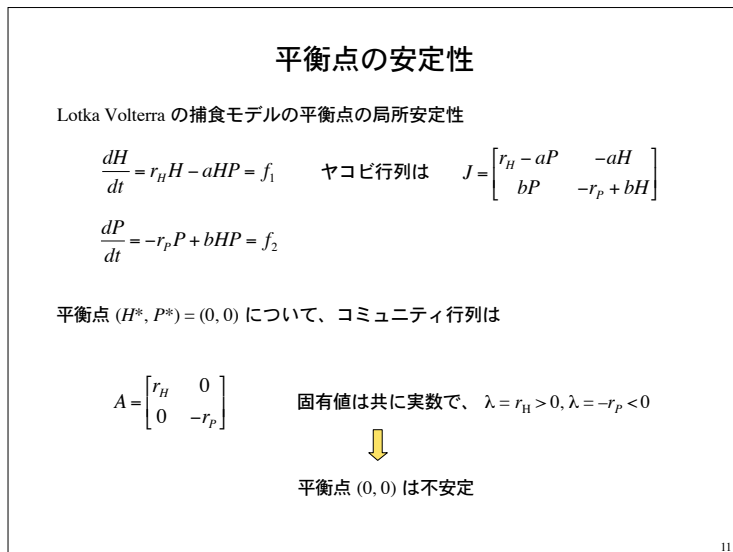 平衡点の安定性
Lotka Volterra の捕食モデルの平衡点の局所安定性
dH/dt = r_H H − aHP = f_1 ヤコビ行列は J = [r_H − aP −aH; bP −r_P + bH]
dP/dt = −r_P P + bHP = f_2
平衡点 (H*, P*) = (0, 0) について、コミュニティ行列は
A = [r_H 0; 0 −r_P] 固有値は共に実数で、 λ = r_H > 0, λ = −r_P < 0
平衡点 (0, 0) は不安定
11